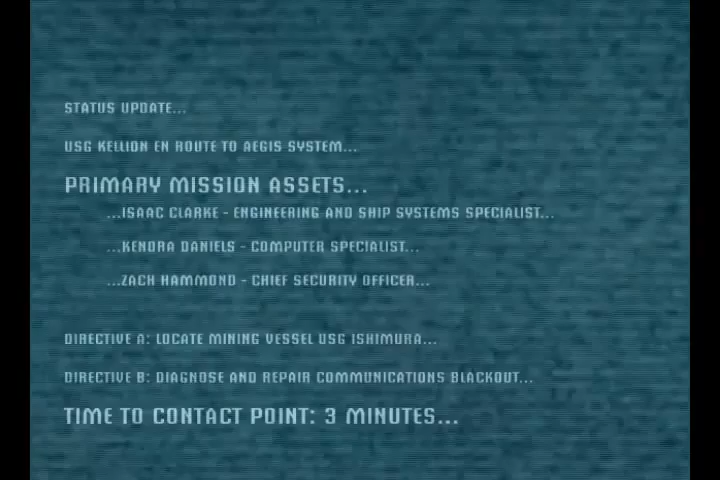 STATUS UPDATE...
USG KELLION EN ROUTE TO AEGIS SYSTEM...
PRIMARY MISSION ASSETS...
...ISAAC CLARKE - ENGINEERING AND SHIP SYSTEMS SPECIALIST...
...KENDRA DANIELS - COMPUTER SPECIALIST...
...ZACH HAMMOND - CHIEF SECURITY OFFICER...
DIRECTIVE A: LOCATE MINING VESSEL USG ISHIMURA...
DIRECTIVE B: DIAGNOSE AND REPAIR COMMUNICATIONS BLACKOUT...
TIME TO CONTACT POINT: 3 MINUTES...